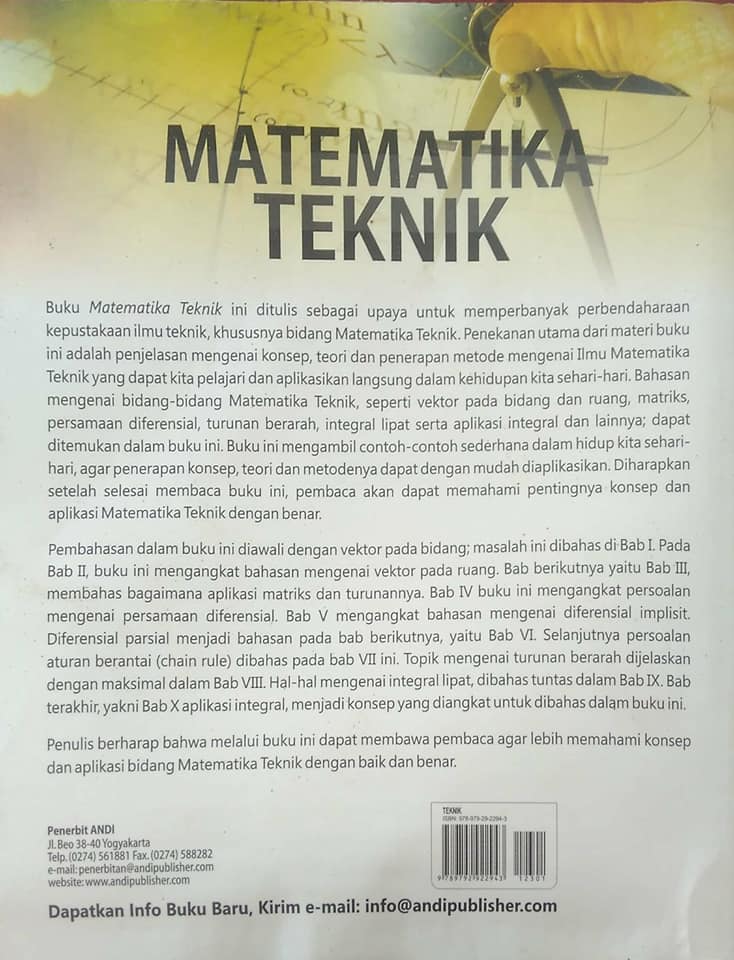 MATEMATIKA
TEKNIK
Buku Matematika Teknik ini ditulis sebagai upaya untuk memperbanyak perbendaharaan
kepustakaan ilmu teknik, khususnya bidang Matematika Teknik. Penekanan utama dari materi buku
ini adalah penjelasan mengenai konsep, teori dan penerapan metode mengenai Ilmu Matematika
Teknik yang dapat kita pelajari dan aplikasikan langsung dalam kehidupan kita sehari-hari. Bahasan
mengenai bidang-bidang Matematika Teknik, seperti vektor pada bidang dan ruang, matriks,
persamaan diferensial, turunan berarah, integral lipat serta aplikasi integral dan lainnya; dapat
ditemukan dalam buku ini. Buku ini mengambil contoh-contoh sederhana dalam hidup kita sehari-
hari, agar penerapan konsep, teori dan metodenya dapat dengan mudah diaplikasikan. Diharapkan
setelah selesai membaca buku ini, pembaca akan dapat memahami pentingnya konsep dan
aplikasi Matematika Teknik dengan benar.
Pembahasan dalam buku ini diawali dengan vektor pada bidang; masalah ini dibahas di Bab I. Pada
Bab II, buku ini mengangkat bahasan mengenai vektor pada ruang. Bab berikutnya yaitu Bab III,
membahas bagaimana aplikasi matriks dan turunannya. Bab IV buku ini mengangkat persoalan
mengenai persamaan diferensial. Bab V mengangkat bahasan mengenai diferensial implisit.
Diferensial parsial menjadi bahasan pada bab berikutnya, yaitu Bab VI. Selanjutnya persoalan
aturan berantai (chain rule) dibahas pada bab VII ini. Topik mengenai turunan berarah dijelaskan
dengan maksimal dalam Bab VIII. Hal-hal mengenai integral lipat, dibahas tuntas dalam Bab IX. Bab
terakhir, yakni Bab X aplikasi integral, menjadi konsep yang diangkat untuk dibahas dalam buku ini.
Penulis berharap bahwa melalui buku ini dapat membawa pembaca agar lebih memahami konsep
dan aplikasi bidang Matematika Teknik dengan baik dan benar.
Penerbit ANDI
Jl. Beo 38-40 Yogyakarta
Telp. (0274) 561881 Fax. (0274) 588282
e-mail: penerbitan@andipublisher.com
website: www.andipublisher.com
TEKNIK
ISBN: 978-979-29-2294-3
9 789792 922943
12301
Dapatkan Info Buku Baru, Kirim e-mail: info@andipublisher.com